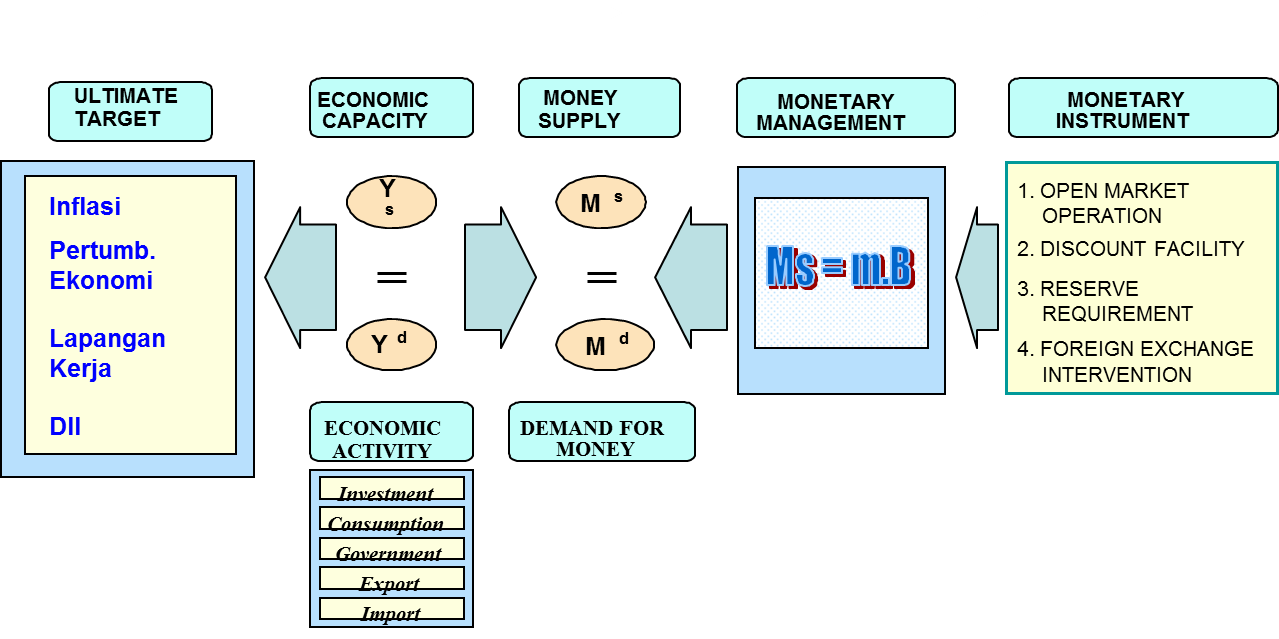 ULTIMATE
TARGET
ECONOMIC
CAPACITY
MONEY
SUPPLY
MONETARY
MANAGEMENT
MONETARY
INSTRUMENT
Inflasi
Pertumb.
Ekonomi
Lapangan
Kerja
Dll
Y
s
=
Y d
M s
=
M d
Ms = m.B
1. OPEN MARKET
OPERATION
2. DISCOUNT FACILITY
3. RESERVE
REQUIREMENT
4. FOREIGN EXCHANGE
INTERVENTION
ECONOMIC
ACTIVITY
DEMAND FOR
MONEY
Investment
Consumption
Government
Export
Import